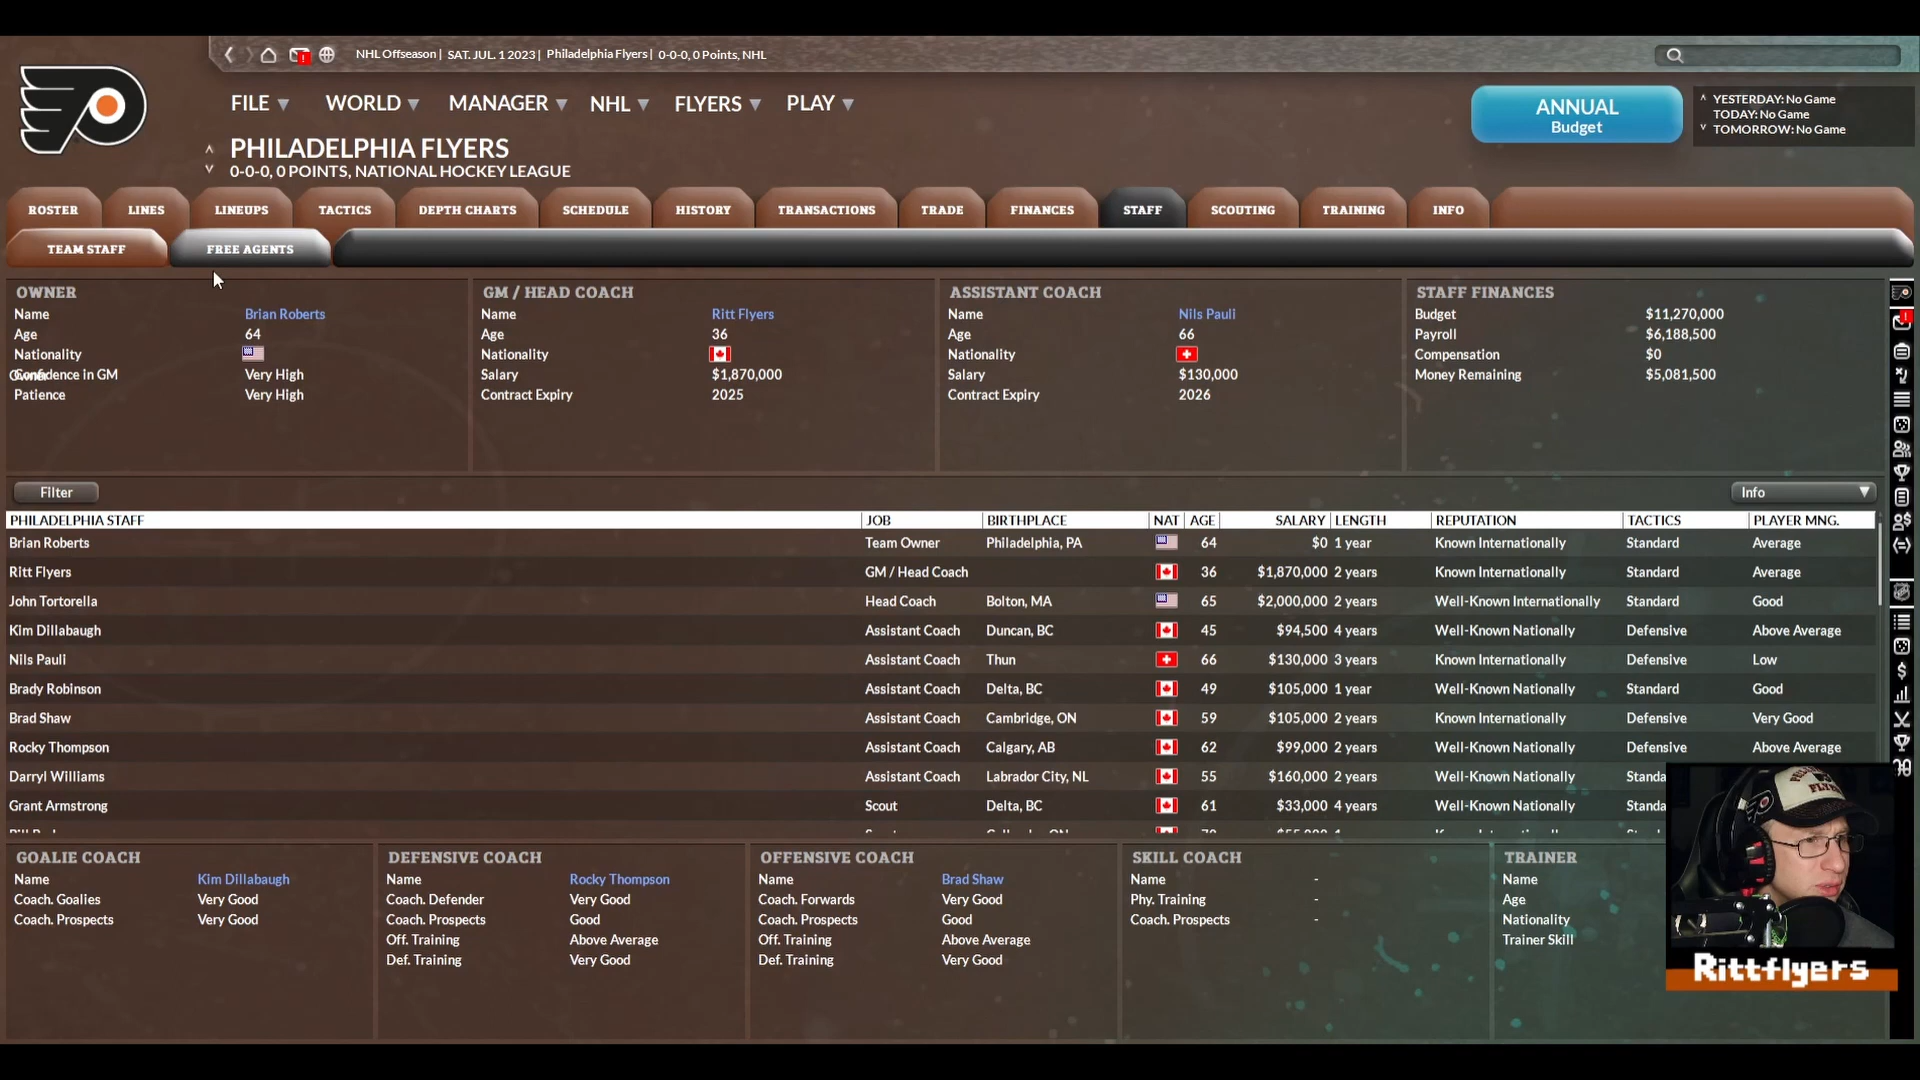 NHL Offseason | SAT. JUL. 1 2023 | Philadelphia Flyers | 0-0-0, 0 Points, NHL
FILE WORLD MANAGER NHL FLYERS PLAY
ANNUAL
Budget
YESTERDAY: No Game
TODAY: No Game
TOMORROW: No Game
PHILADELPHIA FLYERS
0-0-0, 0 POINTS, NATIONAL HOCKEY LEAGUE
ROSTER LINES LINEUPS TACTICS DEPTH CHARTS SCHEDULE HISTORY TRANSACTIONS TRADE FINANCES STAFF SCOUTING TRAINING INFO
TEAM STAFF FREE AGENTS
OWNER
Name Brian Roberts
Age 64
Nationality
Confidence in GM Very High
Patience Very High
GM / HEAD COACH
Name Ritt Flyers
Age 36
Nationality
Salary $1,870,000
Contract Expiry 2025
ASSISTANT COACH
Name Nils Pauli
Age 66
Nationality
Salary $130,000
Contract Expiry 2026
STAFF FINANCES
Budget $11,270,000
Payroll $6,188,500
Compensation $0
Money Remaining $5,081,500
Filter Info
PHILADELPHIA STAFF JOB BIRTHPLACE NAT AGE SALARY LENGTH REPUTATION TACTICS PLAYER MNG.
Brian Roberts Team Owner Philadelphia, PA 64 $0 1 year Known Internationally Standard Average
Ritt Flyers GM / Head Coach 36 $1,870,000 2 years Known Internationally Standard Average
John Tortorella Head Coach Bolton, MA 65 $2,000,000 2 years Well-Known Internationally Standard Good
Kim Dillabaugh Assistant Coach Duncan, BC 45 $94,500 4 years Well-Known Nationally Defensive Above Average
Nils Pauli Assistant Coach Thun 66 $130,000 3 years Known Internationally Defensive Low
Brady Robinson Assistant Coach Delta, BC 49 $105,000 1 year Well-Known Nationally Standard Good
Brad Shaw Assistant Coach Cambridge, ON 59 $105,000 2 years Known Internationally Defensive Very Good
Rocky Thompson Assistant Coach Calgary, AB 62 $99,000 2 years Well-Known Nationally Defensive Above Average
Darryl Williams Assistant Coach Labrador City, NL 55 $160,000 2 years Well-Known Nationally Standa
Grant Armstrong Scout Delta, BC 61 $33,000 4 years Well-Known Nationally Standa
GOALIE COACH
Name Kim Dillabaugh
Coach. Goalies Very Good
Coach. Prospects Very Good
DEFENSIVE COACH
Name Rocky Thompson
Coach. Defender Very Good
Coach. Prospects Good
Off. Training Above Average
Def. Training Very Good
OFFENSIVE COACH
Name Brad Shaw
Coach. Forwards Very Good
Coach. Prospects Good
Off. Training Above Average
Def. Training Very Good
SKILL COACH
Name -
Phy. Training -
Coach. Prospects -
TRAINER
Name
Age
Nationality
Trainer Skill
Rittflyers